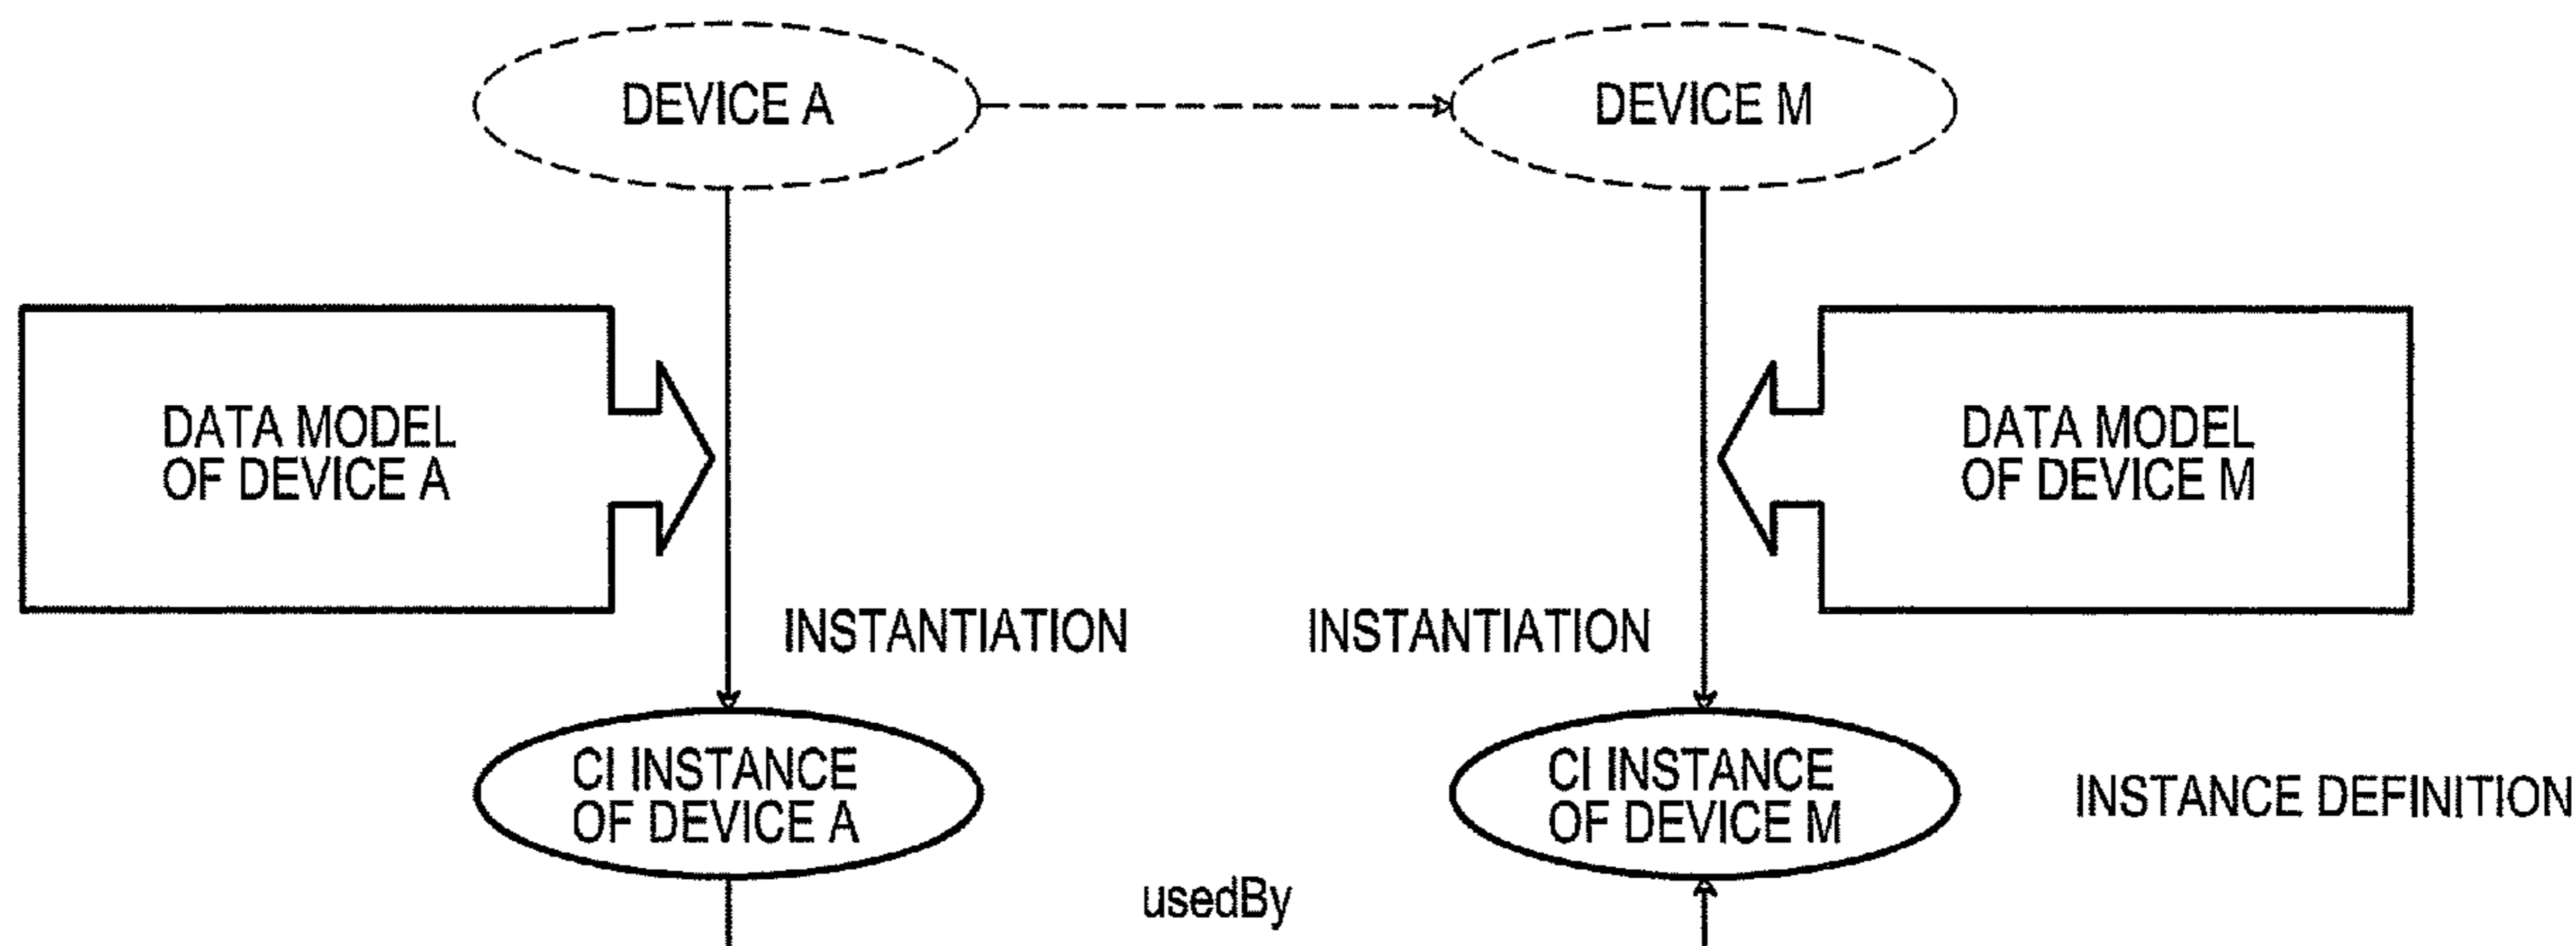 DEVICE A
DEVICE M
DATA MODEL
OF DEVICE A
DATA MODEL
OF DEVICE M
INSTANTIATION
INSTANTIATION
CI INSTANCE
OF DEVICE A
CI INSTANCE
OF DEVICE M
INSTANCE DEFINITION
usedBy